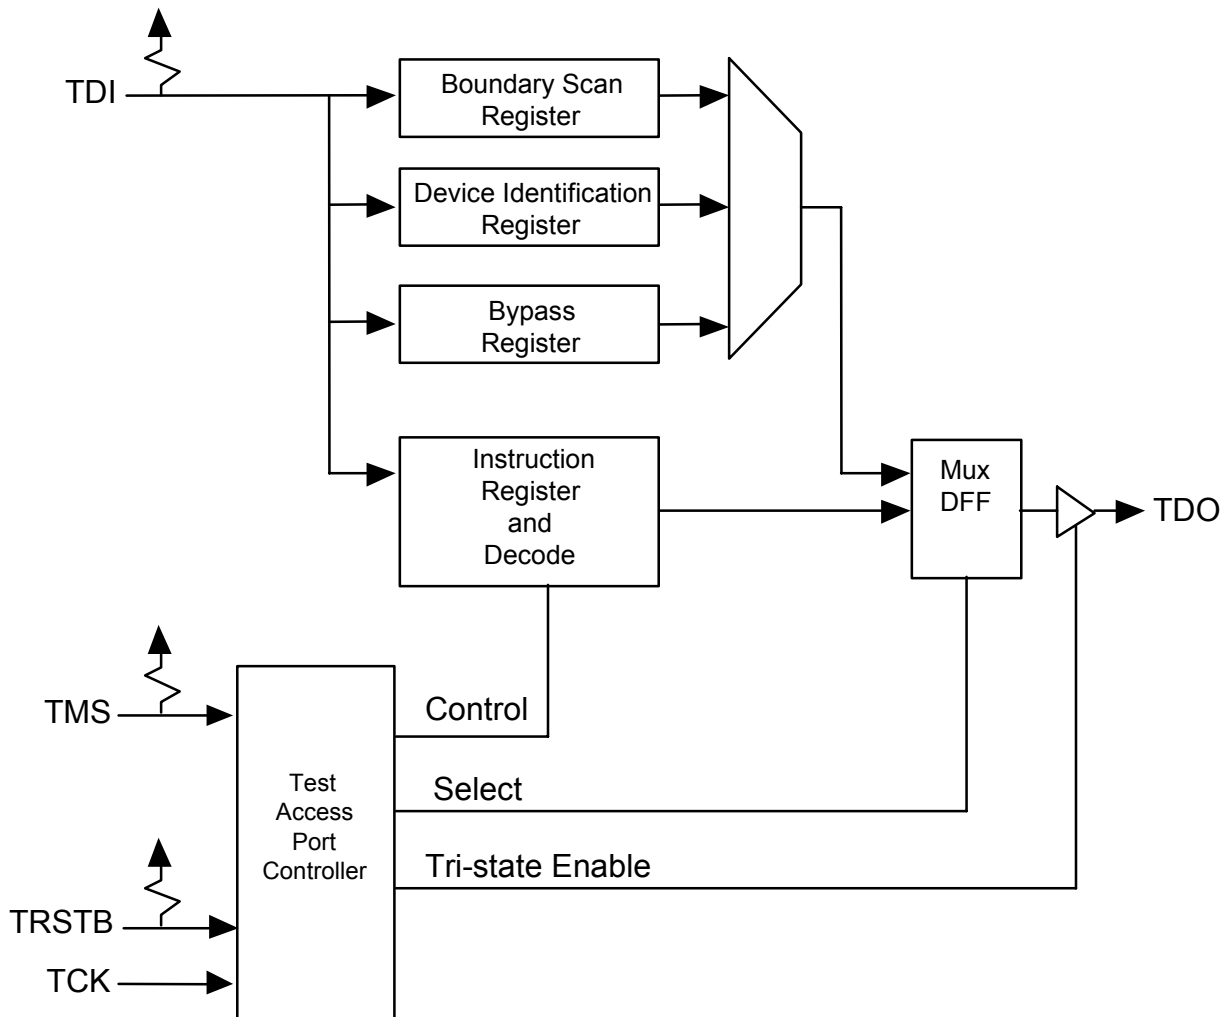 TDI
Boundary Scan
Register
Device Identification
Register
Bypass
Register
Instruction
Register
and
Decode
Mux
DFF
TDO
TMS
Control
Select
Tri-state Enable
Test
Access
Port
Controller
TRSTB
TCK